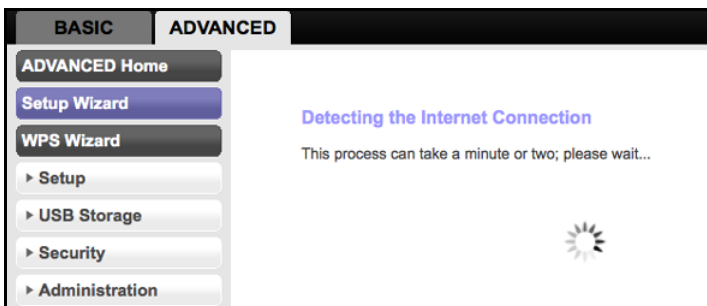 BASIC
ADVANCED
ADVANCED Home
Setup Wizard
WPS Wizard
Setup
USB Storage
Security
Administration
Detecting the Internet Connection
This process can take a minute or two; please wait...